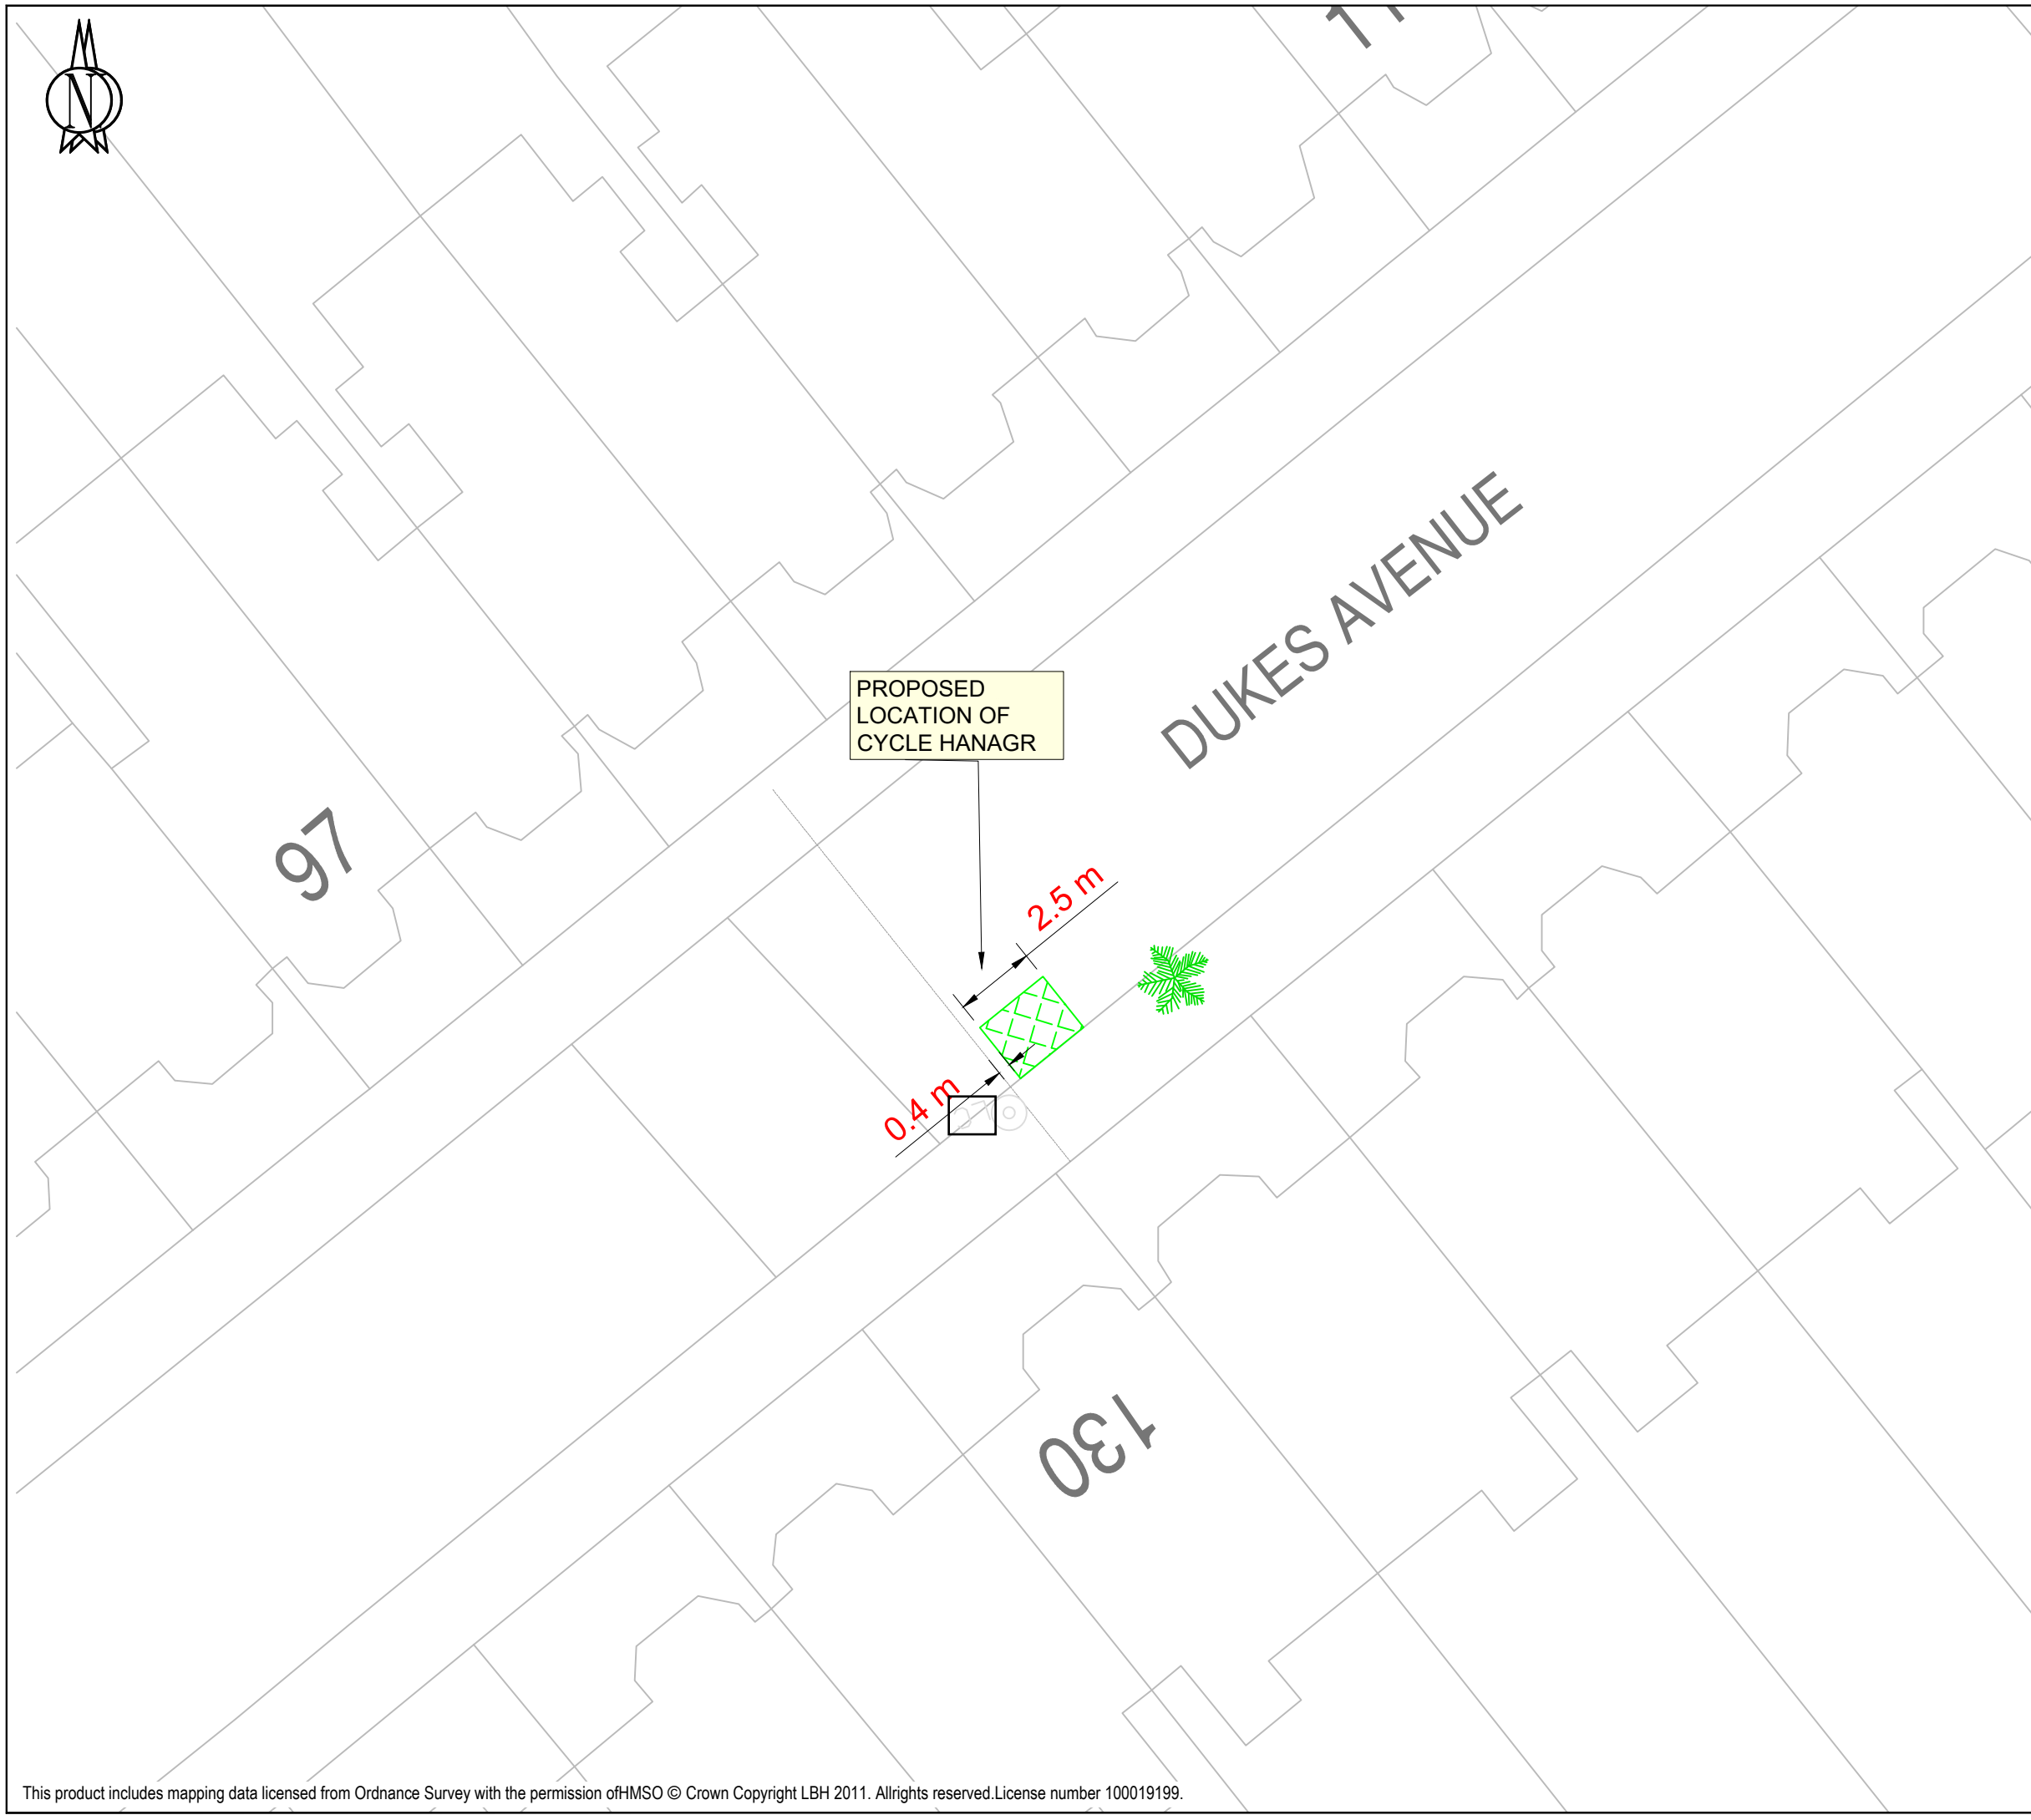 N
DUKES AVENUE
PROPOSED
LOCATION OF
CYCLE HANAGR
97
2.5 m
0.4 m
130
This product includes mapping data licensed from Ordnance Survey with the permission ofHMSO © Crown Copyright LBH 2011. Allrights reserved.License number 100019199.